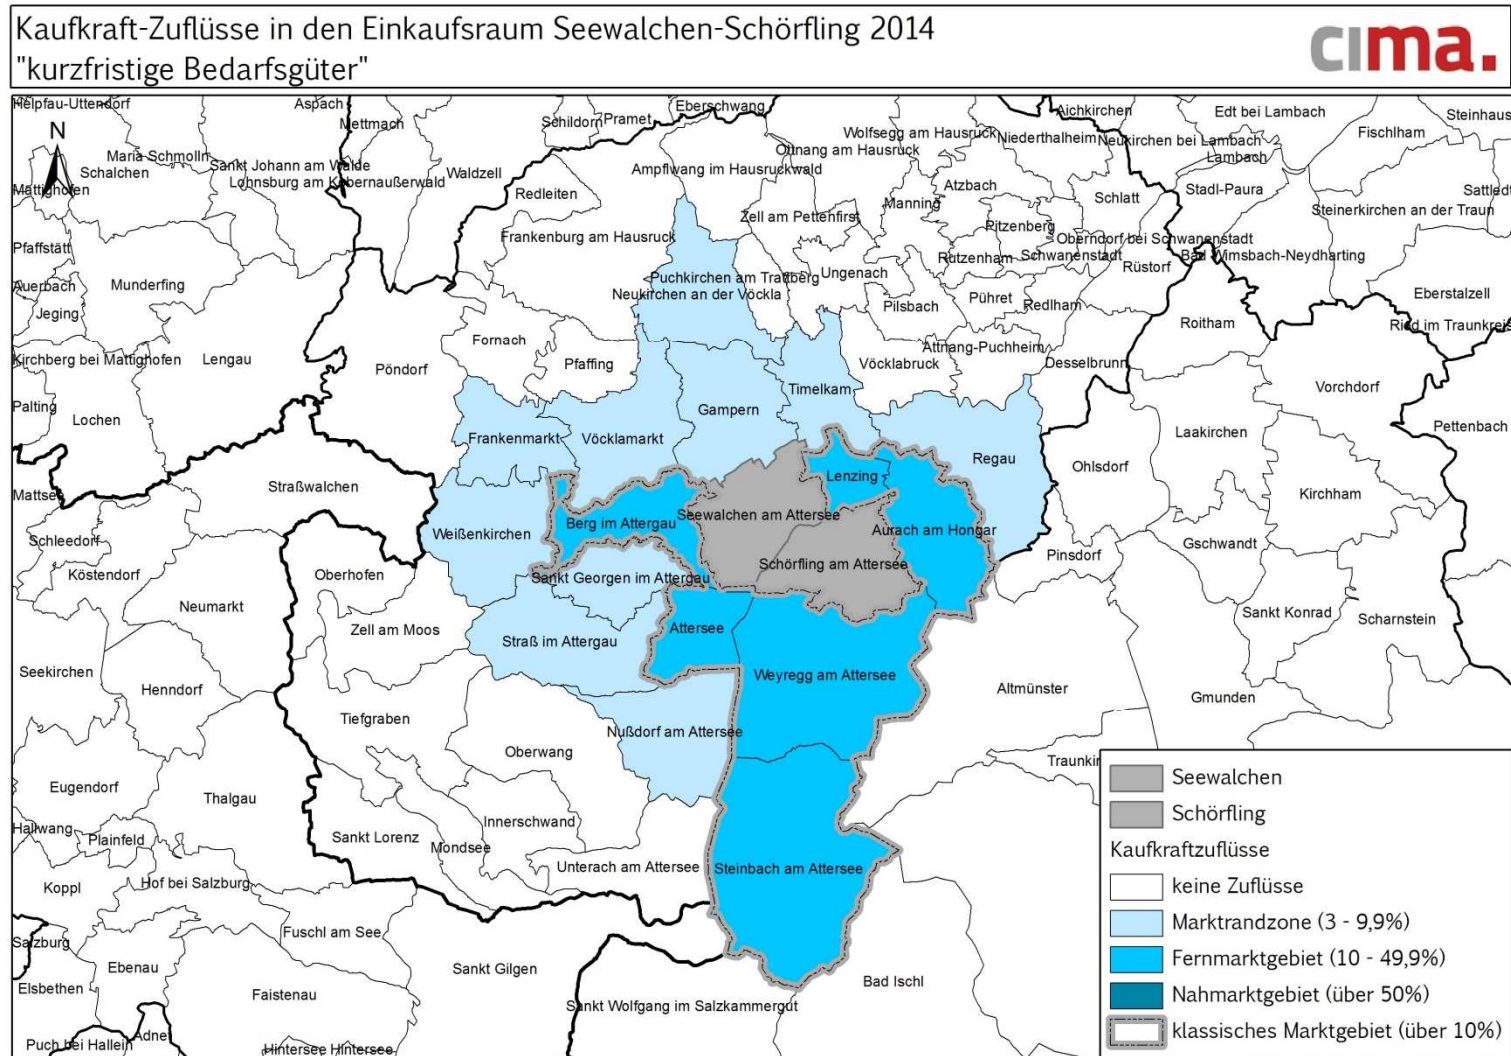 Kaufkraft-Zuflüsse in den Einkaufsraum Seewalchen-Schörfling 2014
"kurzfristige Bedarfsgüter"
cima.
N
Helpfau-Uttendorf
Aspach
Mettmach
Schildorn
Pramet
Eberschwang
Aichkirchen
Edt bei Lambach
Steinhaus
Maria Schmolln
Schalchen
Sankt Johann am Walde
Lohnsburg am Kobernaußerwald
Waldzell
Wolfsegg am Hausruck
Ottnang am Hausruck
Niederthalheim
Neukirchen bei Lambach
Lambach
Fischlham
Mattighofen
Redleiten
Ampflwang im Hausruckwald
Atzbach
Manning
Schlatt
Stadl-Paura
Sattledt
Steinerkirchen an der Traun
Pfaffstätt
Frankenburg am Hausruck
Zell am Pettenfirst
Pitzenberg
Oberndorf bei Schwanenstadt
Schwanenstadt
Bad Wimsbach-Neydharting
Rutzenham
Rüstorf
Auerbach
Munderfing
Puchkirchen am Trattberg
Neukirchen an der Vöckla
Ungenach
Pilsbach
Pühret
Redlham
Eberstalzell
Jeging
Roitham
Ried im Traunkreis
Kirchberg bei Mattighofen
Lengau
Pöndorf
Fornach
Pfaffing
Vöcklabruck
Attnang-Puchheim
Desselbrunn
Vorchdorf
Palting
Lochen
Timelkam
Gampern
Laakirchen
Pettenbach
Frankenmarkt
Vöcklamarkt
Regau
Ohlsdorf
Kirchham
Mattsee
Straßwalchen
Lenzing
Seewalchen am Attersee
Berg im Attergau
Aurach am Hongar
Weißenkirchen
Schleedorf
Köstendorf
Schörfling am Attersee
Pinsdorf
Gschwandt
Oberhofen
Sankt Georgen im Attergau
Neumarkt
Sankt Konrad
Scharnstein
Zell am Moos
Straß im Attergau
Attersee
Seekirchen
Henndorf
Weyregg am Attersee
Altmünster
Gmunden
Tiefgraben
Nußdorf am Attersee
Oberwang
Traunkir
Eugendorf
Thalgau
Hallwang
Plainfeld
Sankt Lorenz
Innerschwand
Mondsee
Unterach am Attersee
Steinbach am Attersee
Koppl
Hof bei Salzburg
Fuschl am See
Salzburg
Ebenau
Elsbethen
Faistenau
Sankt Gilgen
Sankt Wolfgang im Salzkammergut
Bad Ischl
Adnet
Puch bei Hallein
Hintersee
Hintersee
Seewalchen
Schörfling
Kaufkraftzuflüsse
keine Zuflüsse
Marktrandzone (3 - 9,9%)
Fernmarktgebiet (10 - 49,9%)
Nahmarktgebiet (über 50%)
klassisches Marktgebiet (über 10%)